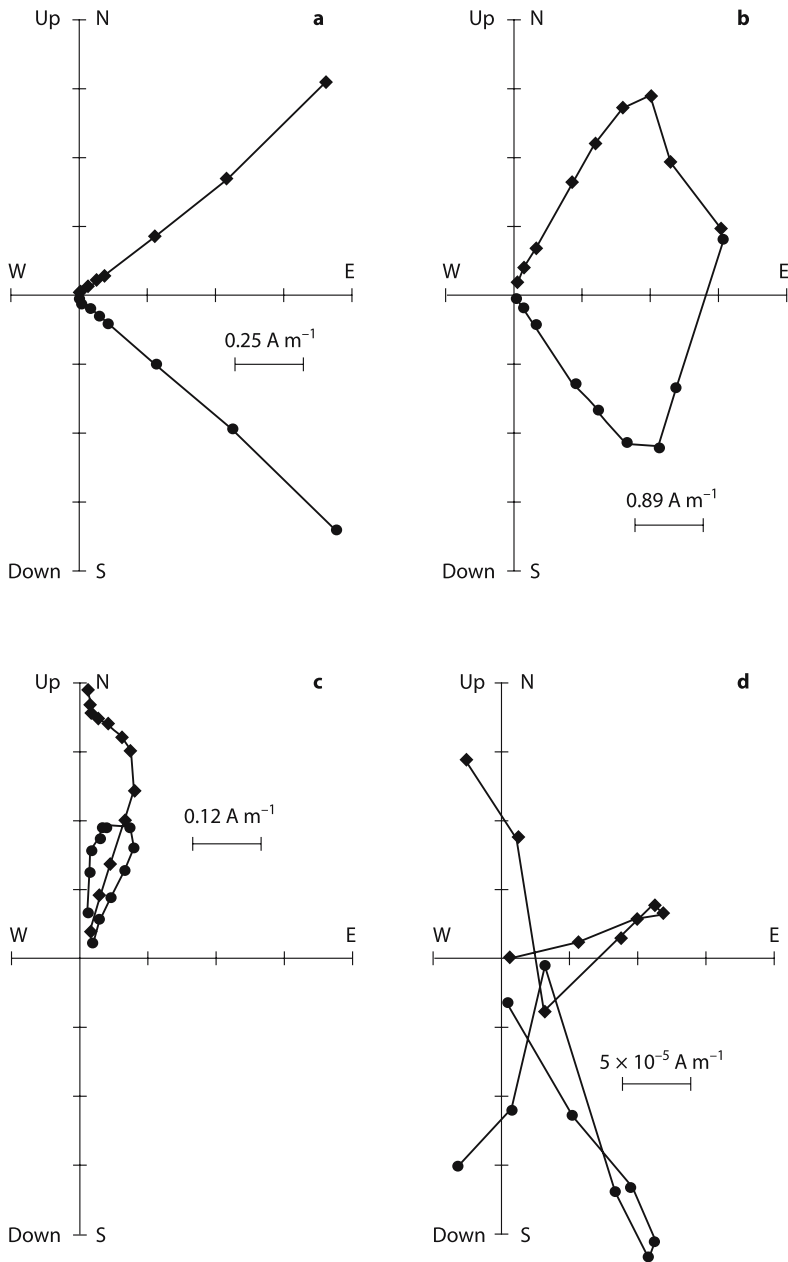 Up N a
W E
0.25 A m⁻¹
Down S
Up N b
W E
0.89 A m⁻¹
Down S
Up N c
0.12 A m⁻¹
W E
Down S
Up N d
W E
5 × 10⁻⁵ A m⁻¹
Down S